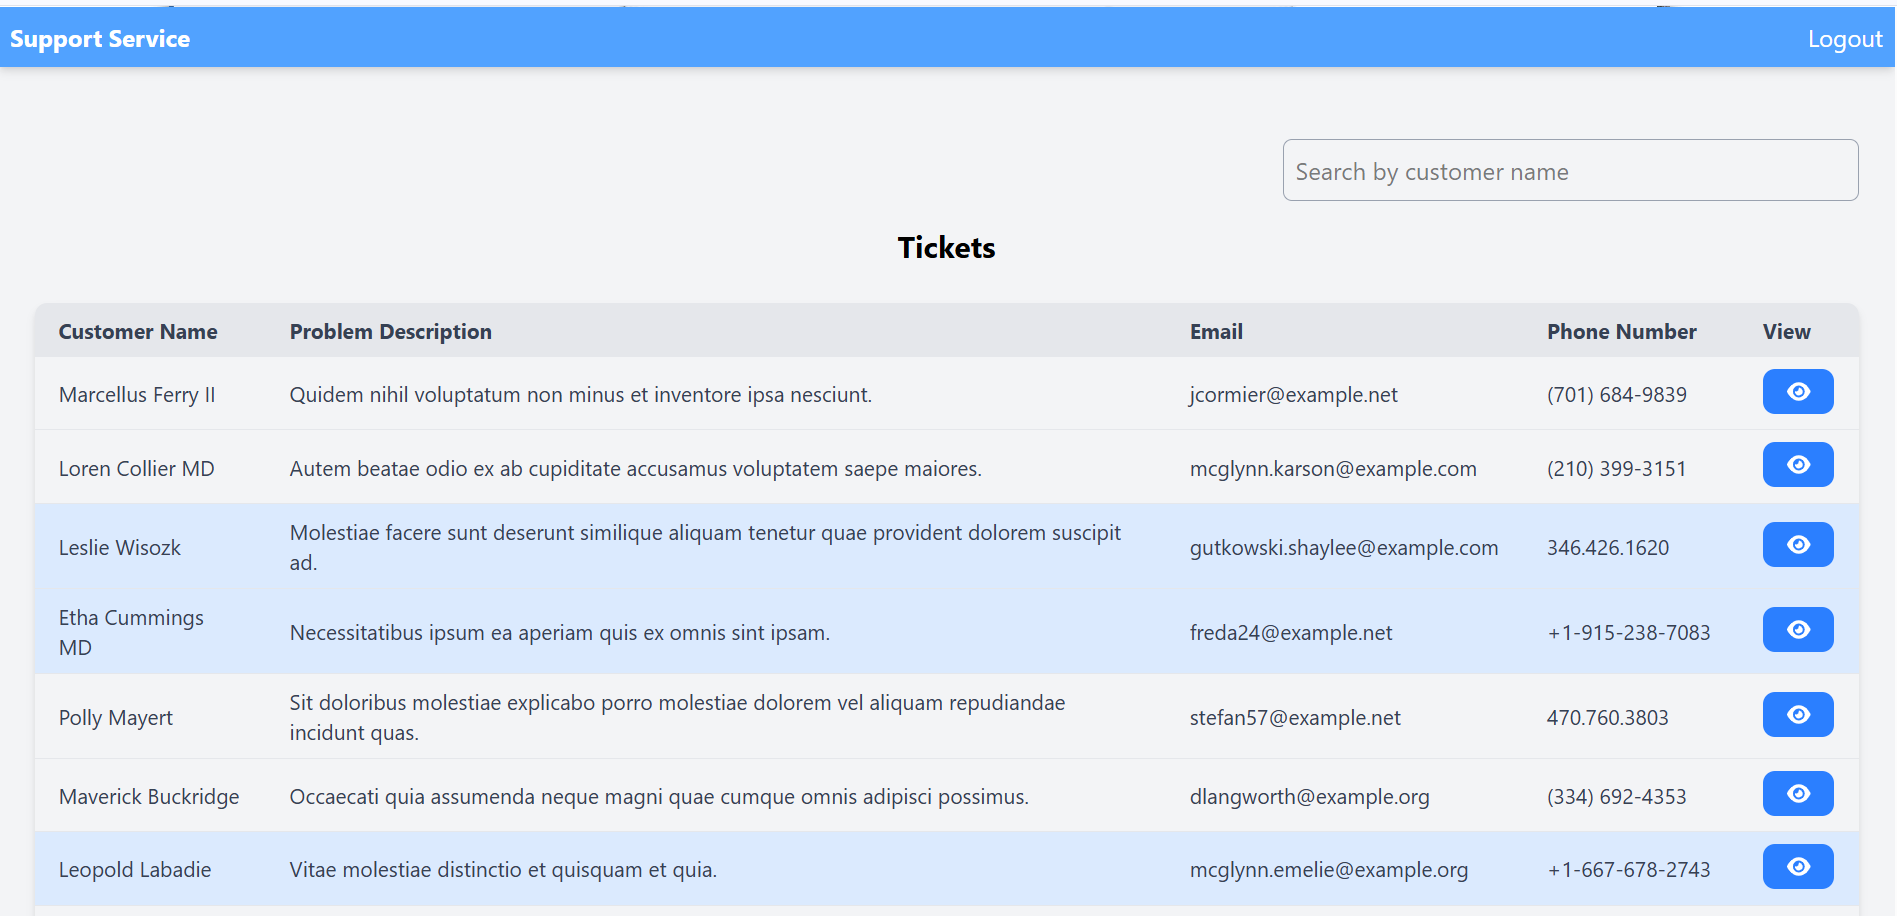 Support Service Logout
Search by customer name
Tickets
Customer Name Problem Description Email Phone Number View
Marcellus Ferry II Quidem nihil voluptatum non minus et inventore ipsa nesciunt. jcormier@example.net (701) 684-9839
Loren Collier MD Autem beatae odio ex ab cupiditate accusamus voluptatem saepe maiores. mcglynn.karson@example.com (210) 399-3151
Leslie Wisozk Molestiae facere sunt deserunt similique aliquam tenetur quae provident dolorem suscipit
ad. gutkowski.shaylee@example.com 346.426.1620
Etha Cummings
MD Necessitatibus ipsum ea aperiam quis ex omnis sint ipsam. freda24@example.net +1-915-238-7083
Polly Mayert Sit doloribus molestiae explicabo porro molestiae dolorem vel aliquam repudiandae
incidunt quas. stefan57@example.net 470.760.3803
Maverick Buckridge Occaecati quia assumenda neque magni quae cumque omnis adipisci possimus. dlangworth@example.org (334) 692-4353
Leopold Labadie Vitae molestiae distinctio et quisquam et quia. mcglynn.emelie@example.org +1-667-678-2743